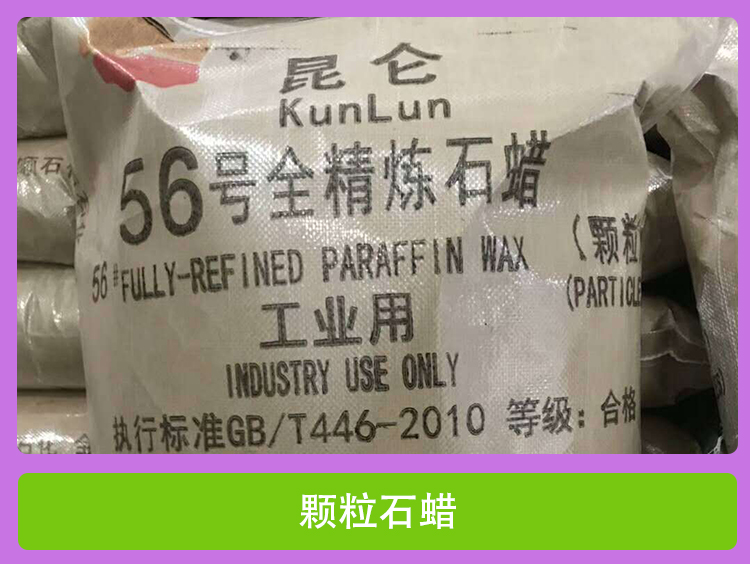 昆仑
KunLun
56号全精炼石蜡
56#FULLY-REFINED PARAFFIN WAX
(颗粒
(PARTICLE
工业用
INDUSTRY USE ONLY
执行标准GB/T446-2010 等级：合格
颗粒石蜡